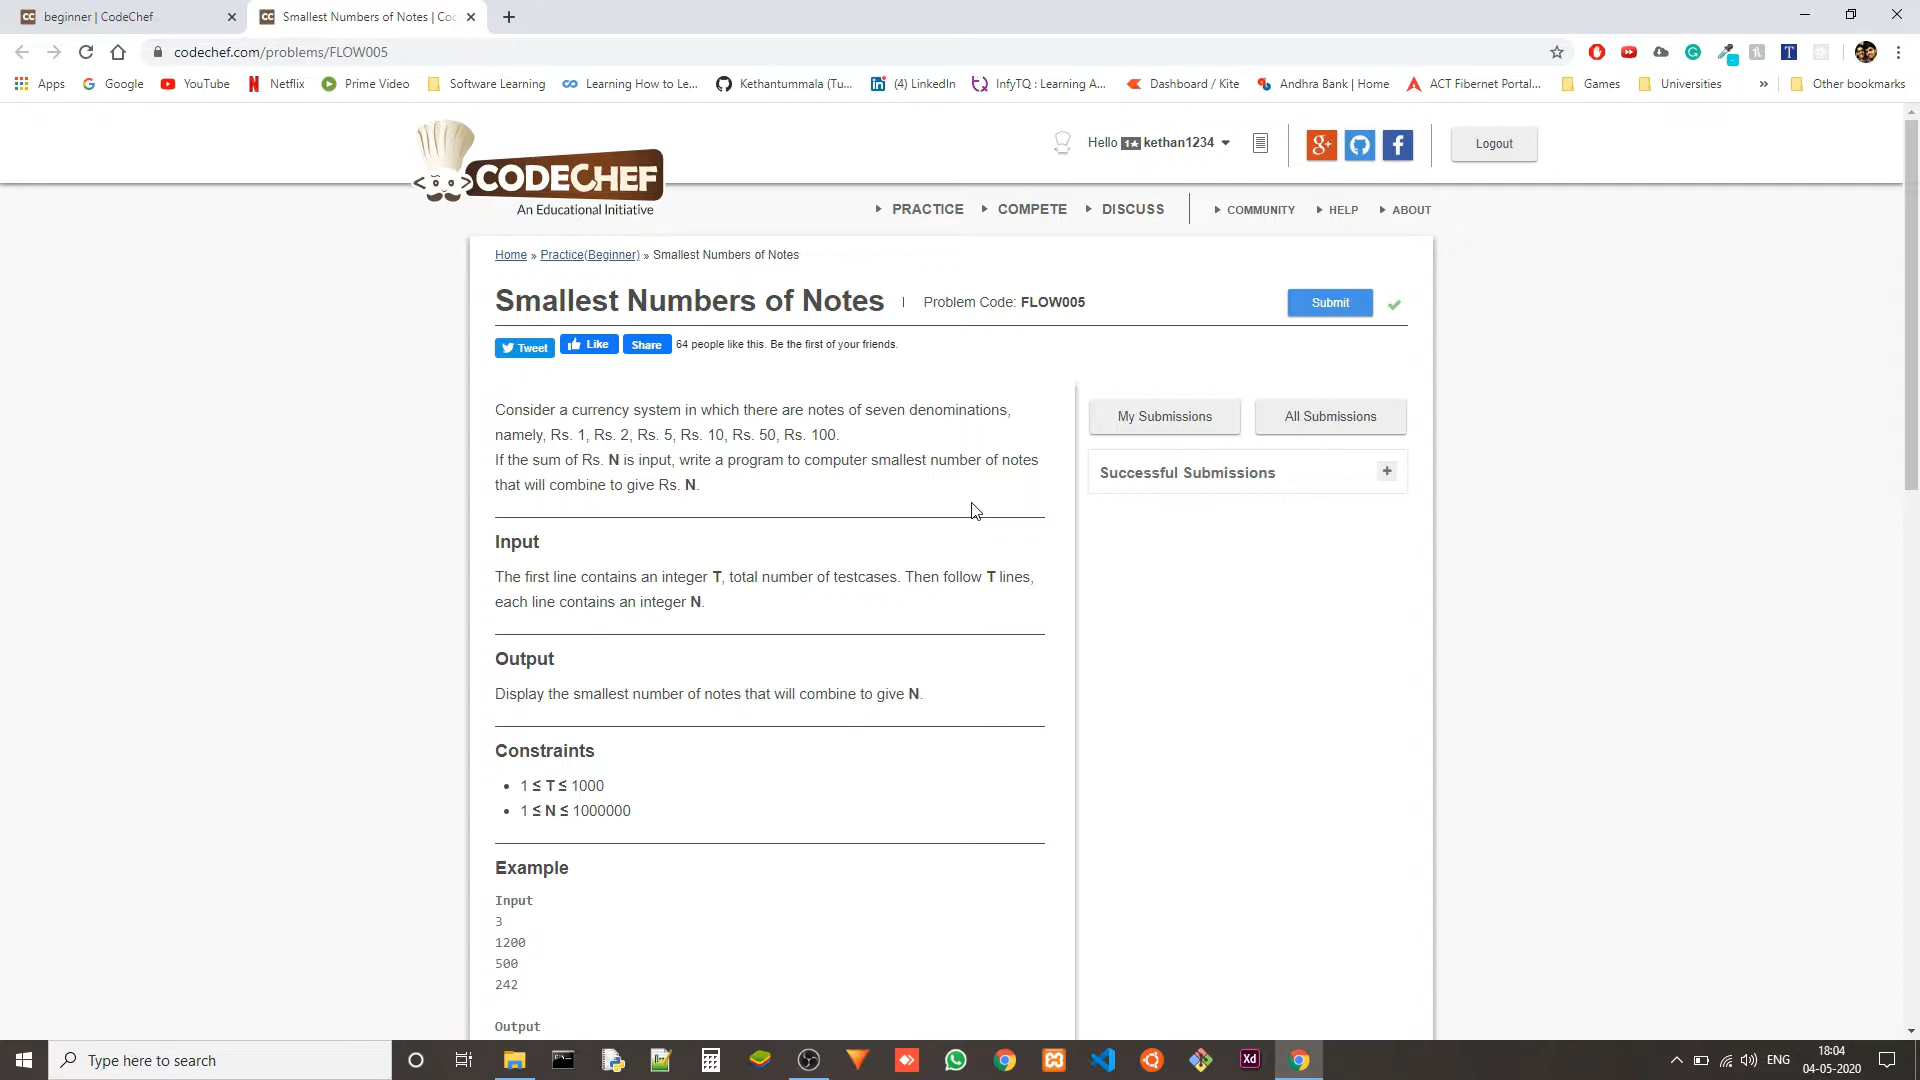 beginner | CodeChef
Smallest Numbers of Notes | Coc
codechef.com/problems/FLOW005
Apps
Google
YouTube
Netflix
Prime Video
Software Learning
Learning How to Le...
Kethantummala (Tu...
(4) LinkedIn
InfyTQ : Learning A...
Dashboard / Kite
Andhra Bank | Home
ACT Fibernet Portal...
Games
Universities
»
Other bookmarks
CODECHEF
An Educational Initiative
Hello 1★ kethan1234
Logout
PRACTICE
COMPETE
DISCUSS
COMMUNITY
HELP
ABOUT
Home » Practice(Beginner) » Smallest Numbers of Notes
Smallest Numbers of Notes
Problem Code: FLOW005
Submit
Tweet
Like
Share
64 people like this. Be the first of your friends.
Consider a currency system in which there are notes of seven denominations,
namely, Rs. 1, Rs. 2, Rs. 5, Rs. 10, Rs. 50, Rs. 100.
If the sum of Rs. N is input, write a program to computer smallest number of notes
that will combine to give Rs. N.
My Submissions
All Submissions
Successful Submissions
+
Input
The first line contains an integer T, total number of testcases. Then follow T lines,
each line contains an integer N.
Output
Display the smallest number of notes that will combine to give N.
Constraints
1 ≤ T ≤ 1000
1 ≤ N ≤ 1000000
Example
Input
3
1200
500
242
Output
Type here to search
Xd
ENG
18:04
04-05-2020